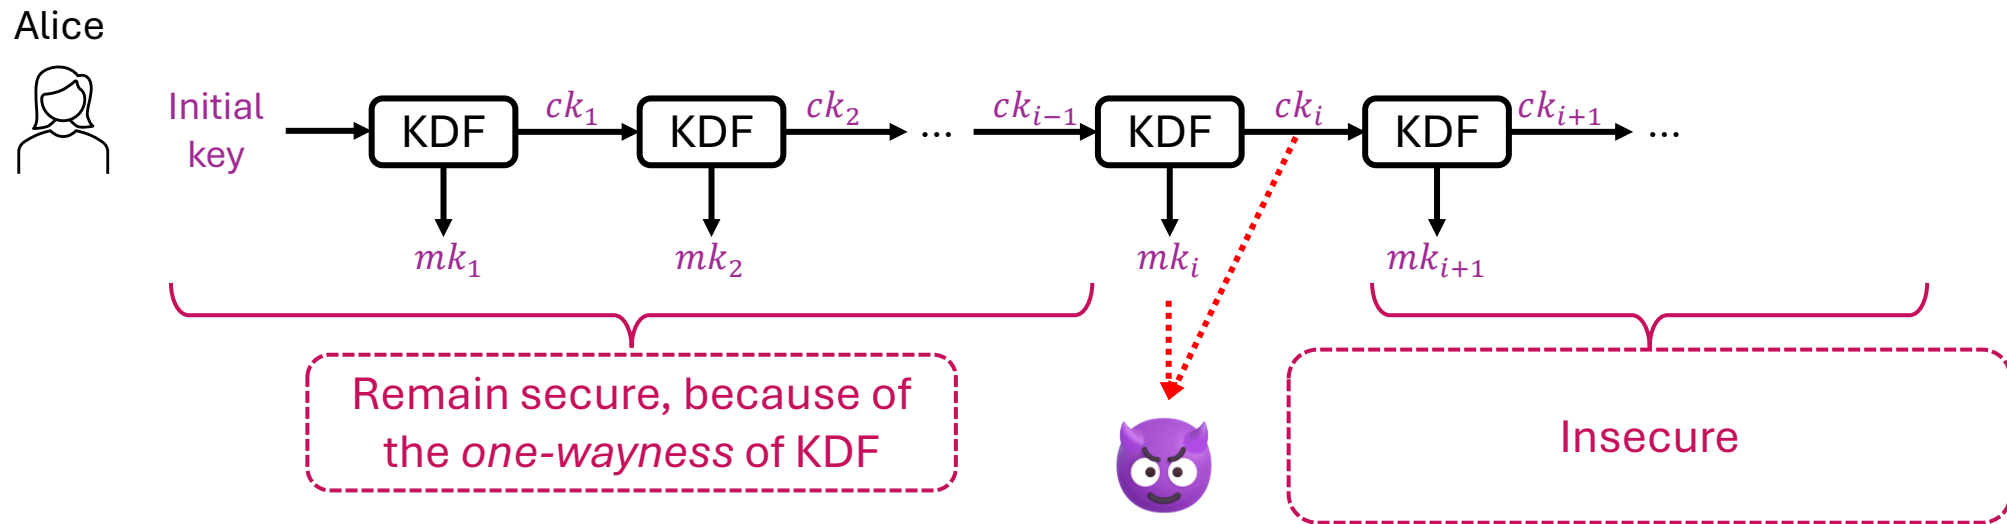 Alice
Initial
key
KDF
ck₁
KDF
ck₂
...
ckᵢ₋₁
KDF
ckᵢ
KDF
ckᵢ₊₁
...
mk₁
mk₂
mkᵢ
mkᵢ₊₁
Remain secure, because of
the one-wayness of KDF
Insecure